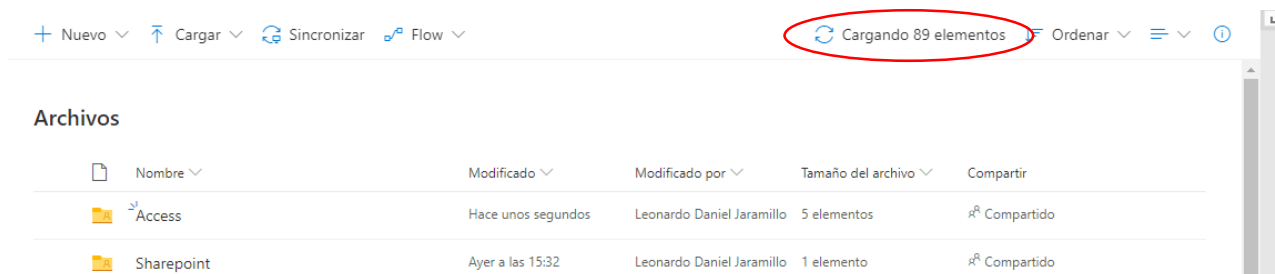 Nuevo Cargar Sincronizar Flow Cargando 89 elementos Ordenar
Archivos
Nombre Modificado Modificado por Tamaño del archivo Compartir
Access Hace unos segundos Leonardo Daniel Jaramillo 5 elementos Compartido
Sharepoint Ayer a las 15:32 Leonardo Daniel Jaramillo 1 elemento Compartido